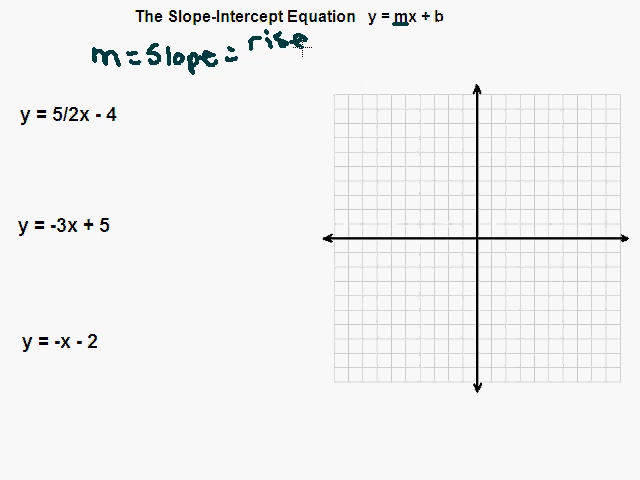 The Slope-Intercept Equation y = mx + b
m = Slope = rise
y = 5/2x - 4
y = -3x + 5
y = -x - 2